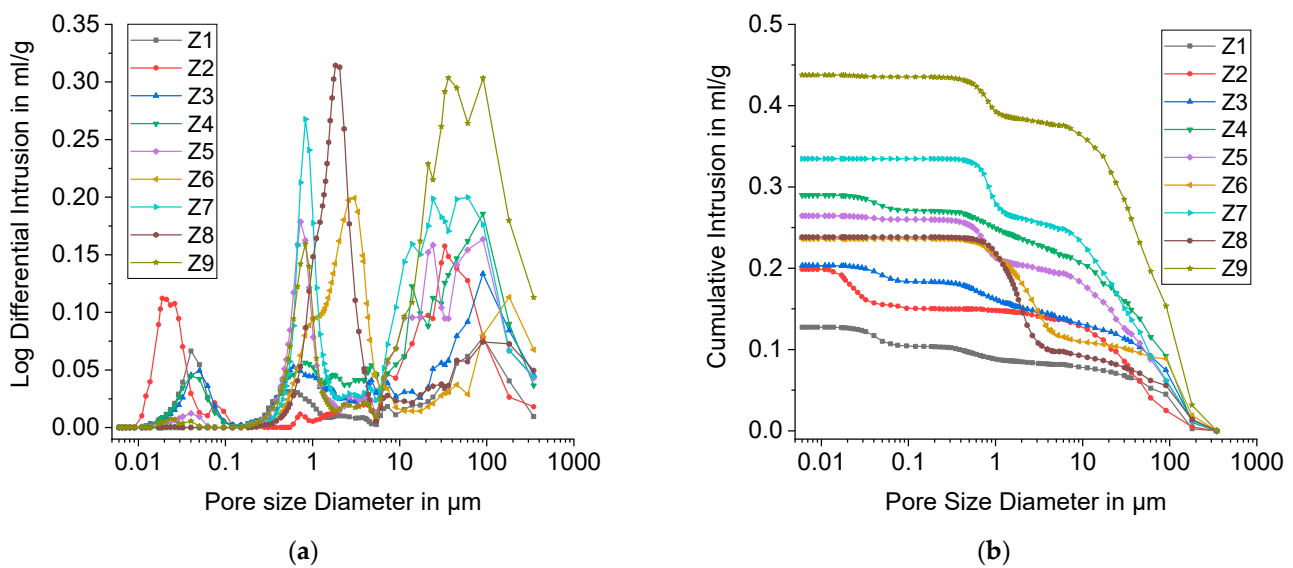 (a)
Log Differential Intrusion in ml/g
0.35
0.30
0.25
0.20
0.15
0.10
0.05
0.00
Z1
Z2
Z3
Z4
Z5
Z6
Z7
Z8
Z9
0.01 0.1 1 10 100 1000
Pore size Diameter in μm
(a)
Cumulative Intrusion in ml/g
0.5
0.4
0.3
0.2
0.1
0.0
Z1
Z2
Z3
Z4
Z5
Z6
Z7
Z8
Z9
0.01 0.1 1 10 100 1000
Pore Size Diameter in μm
(b)